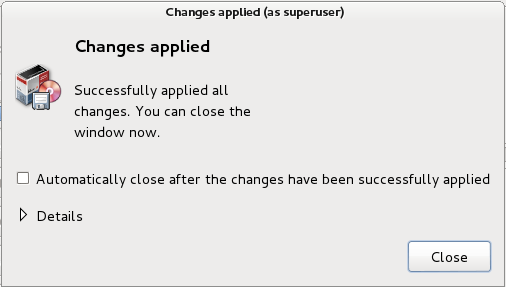 Changes applied (as superuser)
Changes applied
Successfully applied all
changes. You can close the
window now.
Automatically close after the changes have been successfully applied
Details
Close